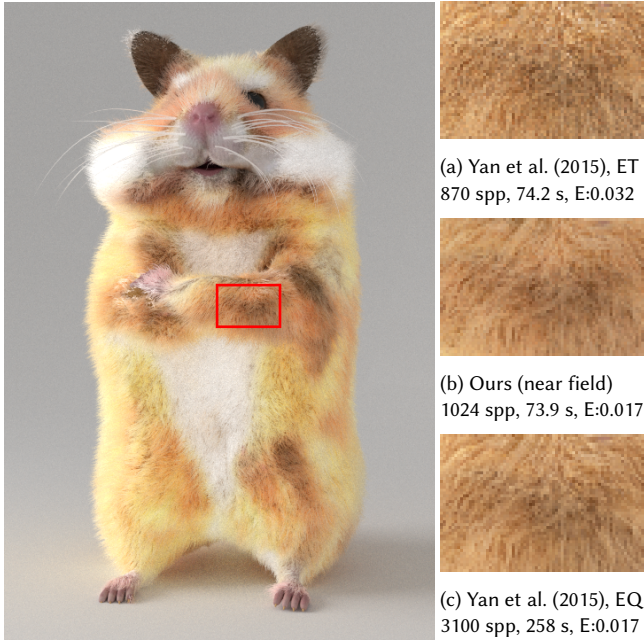 (a) Yan et al. (2015), ET
870 spp, 74.2 s, E:0.032
(b) Ours (near field)
1024 spp, 73.9 s, E:0.017
(c) Yan et al. (2015), EQ
3100 spp, 258 s, E:0.017